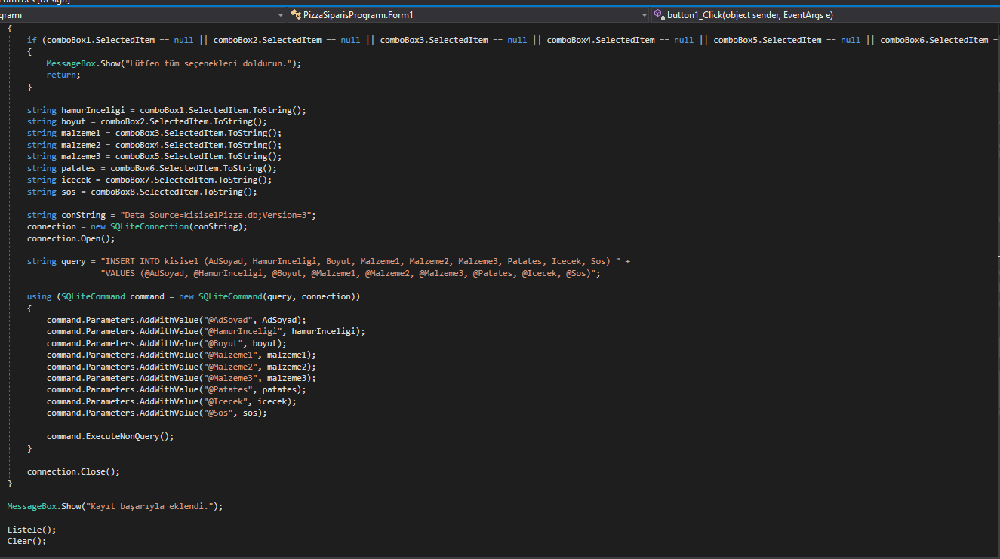 Form1.cs [Design]
gramı PizzaSiparisProgramı.Form1 button1_Click(object sender, EventArgs e)
{
if (comboBox1.SelectedItem == null || comboBox2.SelectedItem == null || comboBox3.SelectedItem == null || comboBox4.SelectedItem == null || comboBox5.SelectedItem == null || comboBox6.SelectedItem =
{
MessageBox.Show("Lütfen tüm seçenekleri doldurun.");
return;
}
string hamurInceligi = comboBox1.SelectedItem.ToString();
string boyut = comboBox2.SelectedItem.ToString();
string malzeme1 = comboBox3.SelectedItem.ToString();
string malzeme2 = comboBox4.SelectedItem.ToString();
string malzeme3 = comboBox5.SelectedItem.ToString();
string patates = comboBox6.SelectedItem.ToString();
string icecek = comboBox7.SelectedItem.ToString();
string sos = comboBox8.SelectedItem.ToString();
string conString = "Data Source=kisiselPizza.db;Version=3";
connection = new SQLiteConnection(conString);
connection.Open();
string query = "INSERT INTO kisisel (AdSoyad, HamurInceligi, Boyut, Malzeme1, Malzeme2, Malzeme3, Patates, Icecek, Sos) " +
"VALUES (@AdSoyad, @HamurInceligi, @Boyut, @Malzeme1, @Malzeme2, @Malzeme3, @Patates, @Icecek, @Sos)";
using (SQLiteCommand command = new SQLiteCommand(query, connection))
{
command.Parameters.AddWithValue("@AdSoyad", AdSoyad);
command.Parameters.AddWithValue("@HamurInceligi", hamurInceligi);
command.Parameters.AddWithValue("@Boyut", boyut);
command.Parameters.AddWithValue("@Malzeme1", malzeme1);
command.Parameters.AddWithValue("@Malzeme2", malzeme2);
command.Parameters.AddWithValue("@Malzeme3", malzeme3);
command.Parameters.AddWithValue("@Patates", patates);
command.Parameters.AddWithValue("@Icecek", icecek);
command.Parameters.AddWithValue("@Sos", sos);
command.ExecuteNonQuery();
}
connection.Close();
}
MessageBox.Show("Kayıt başarıyla eklendi.");
Listele();
Clear();